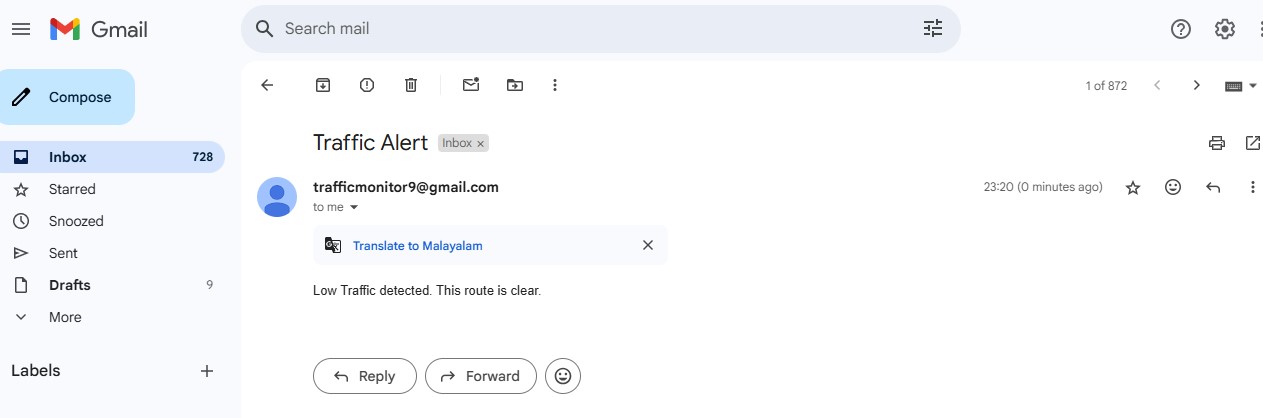 Gmail
Search mail
Compose
1 of 872
Traffic Alert Inbox ×
Inbox 728
trafficmonitor9@gmail.com 23:20 (0 minutes ago)
Starred
to me
Snoozed
Translate to Malayalam
Sent
Drafts 9
Low Traffic detected. This route is clear.
More
Labels
Reply Forward